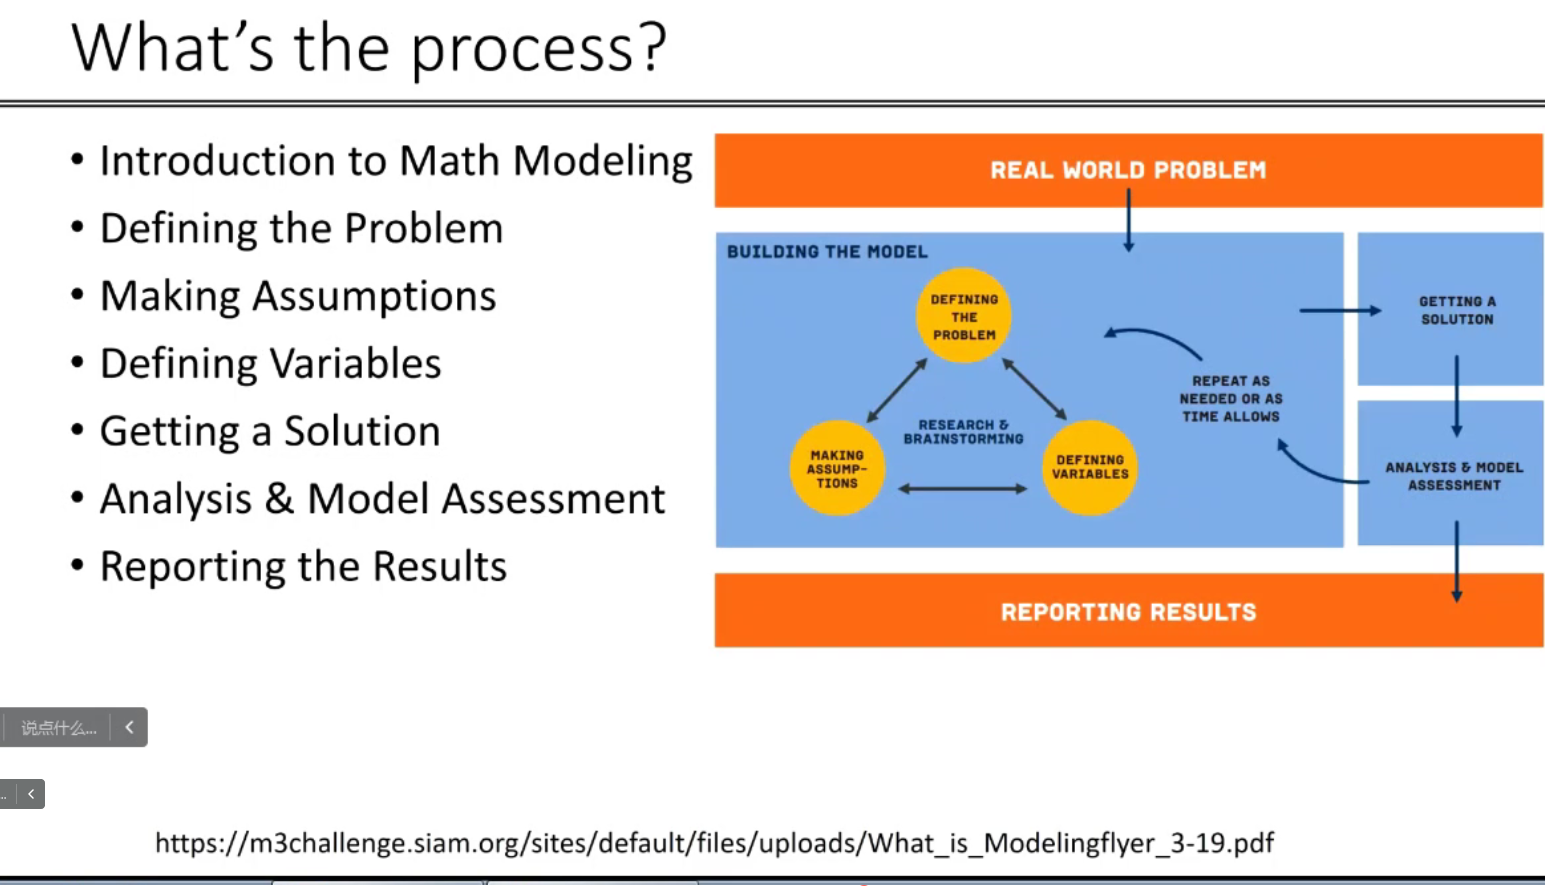 What's the process?
• Introduction to Math Modeling
• Defining the Problem
• Making Assumptions
• Defining Variables
• Getting a Solution
• Analysis & Model Assessment
• Reporting the Results
REAL WORLD PROBLEM
BUILDING THE MODEL
DEFINING
THE
PROBLEM
RESEARCH &
BRAINSTORMING
MAKING
ASSUMP-
TIONS
DEFINING
VARIABLES
REPEAT AS
NEEDED OR AS
TIME ALLOWS
GETTING A
SOLUTION
ANALYSIS & MODEL
ASSESSMENT
REPORTING RESULTS
说点什么...
...
https://m3challenge.siam.org/sites/default/files/uploads/What_is_Modelingflyer_3-19.pdf